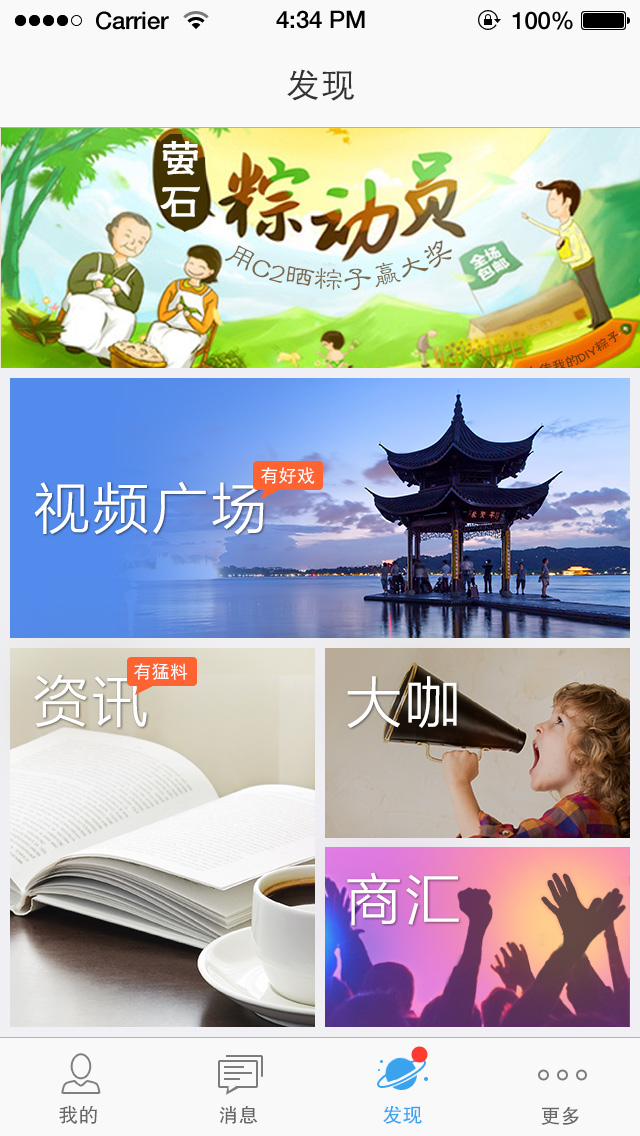 Carrier 4:34 PM 100%
发现
萤石
粽动员
用C2晒粽子赢大奖
全场
包邮
我的DIY粽子
视频广场
有好戏
资讯
有猛料
大咖
商汇
我的
消息
发现
更多